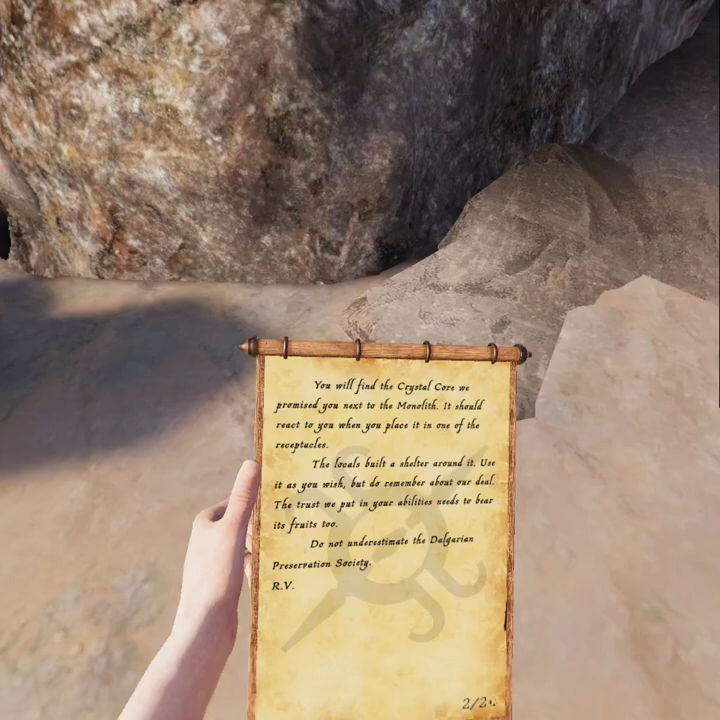 You will find the Crystal Core we
promised you next to the Monolith. It should
react to you when you place it in one of the
receptacles.
The locals built a shelter around it. Use
it as you wish, but do remember about our deal.
The trust we put in your abilities needs to bear
its fruits too.
Do not underestimate the Dalgarian
Preservation Society.
R.V.
2/2